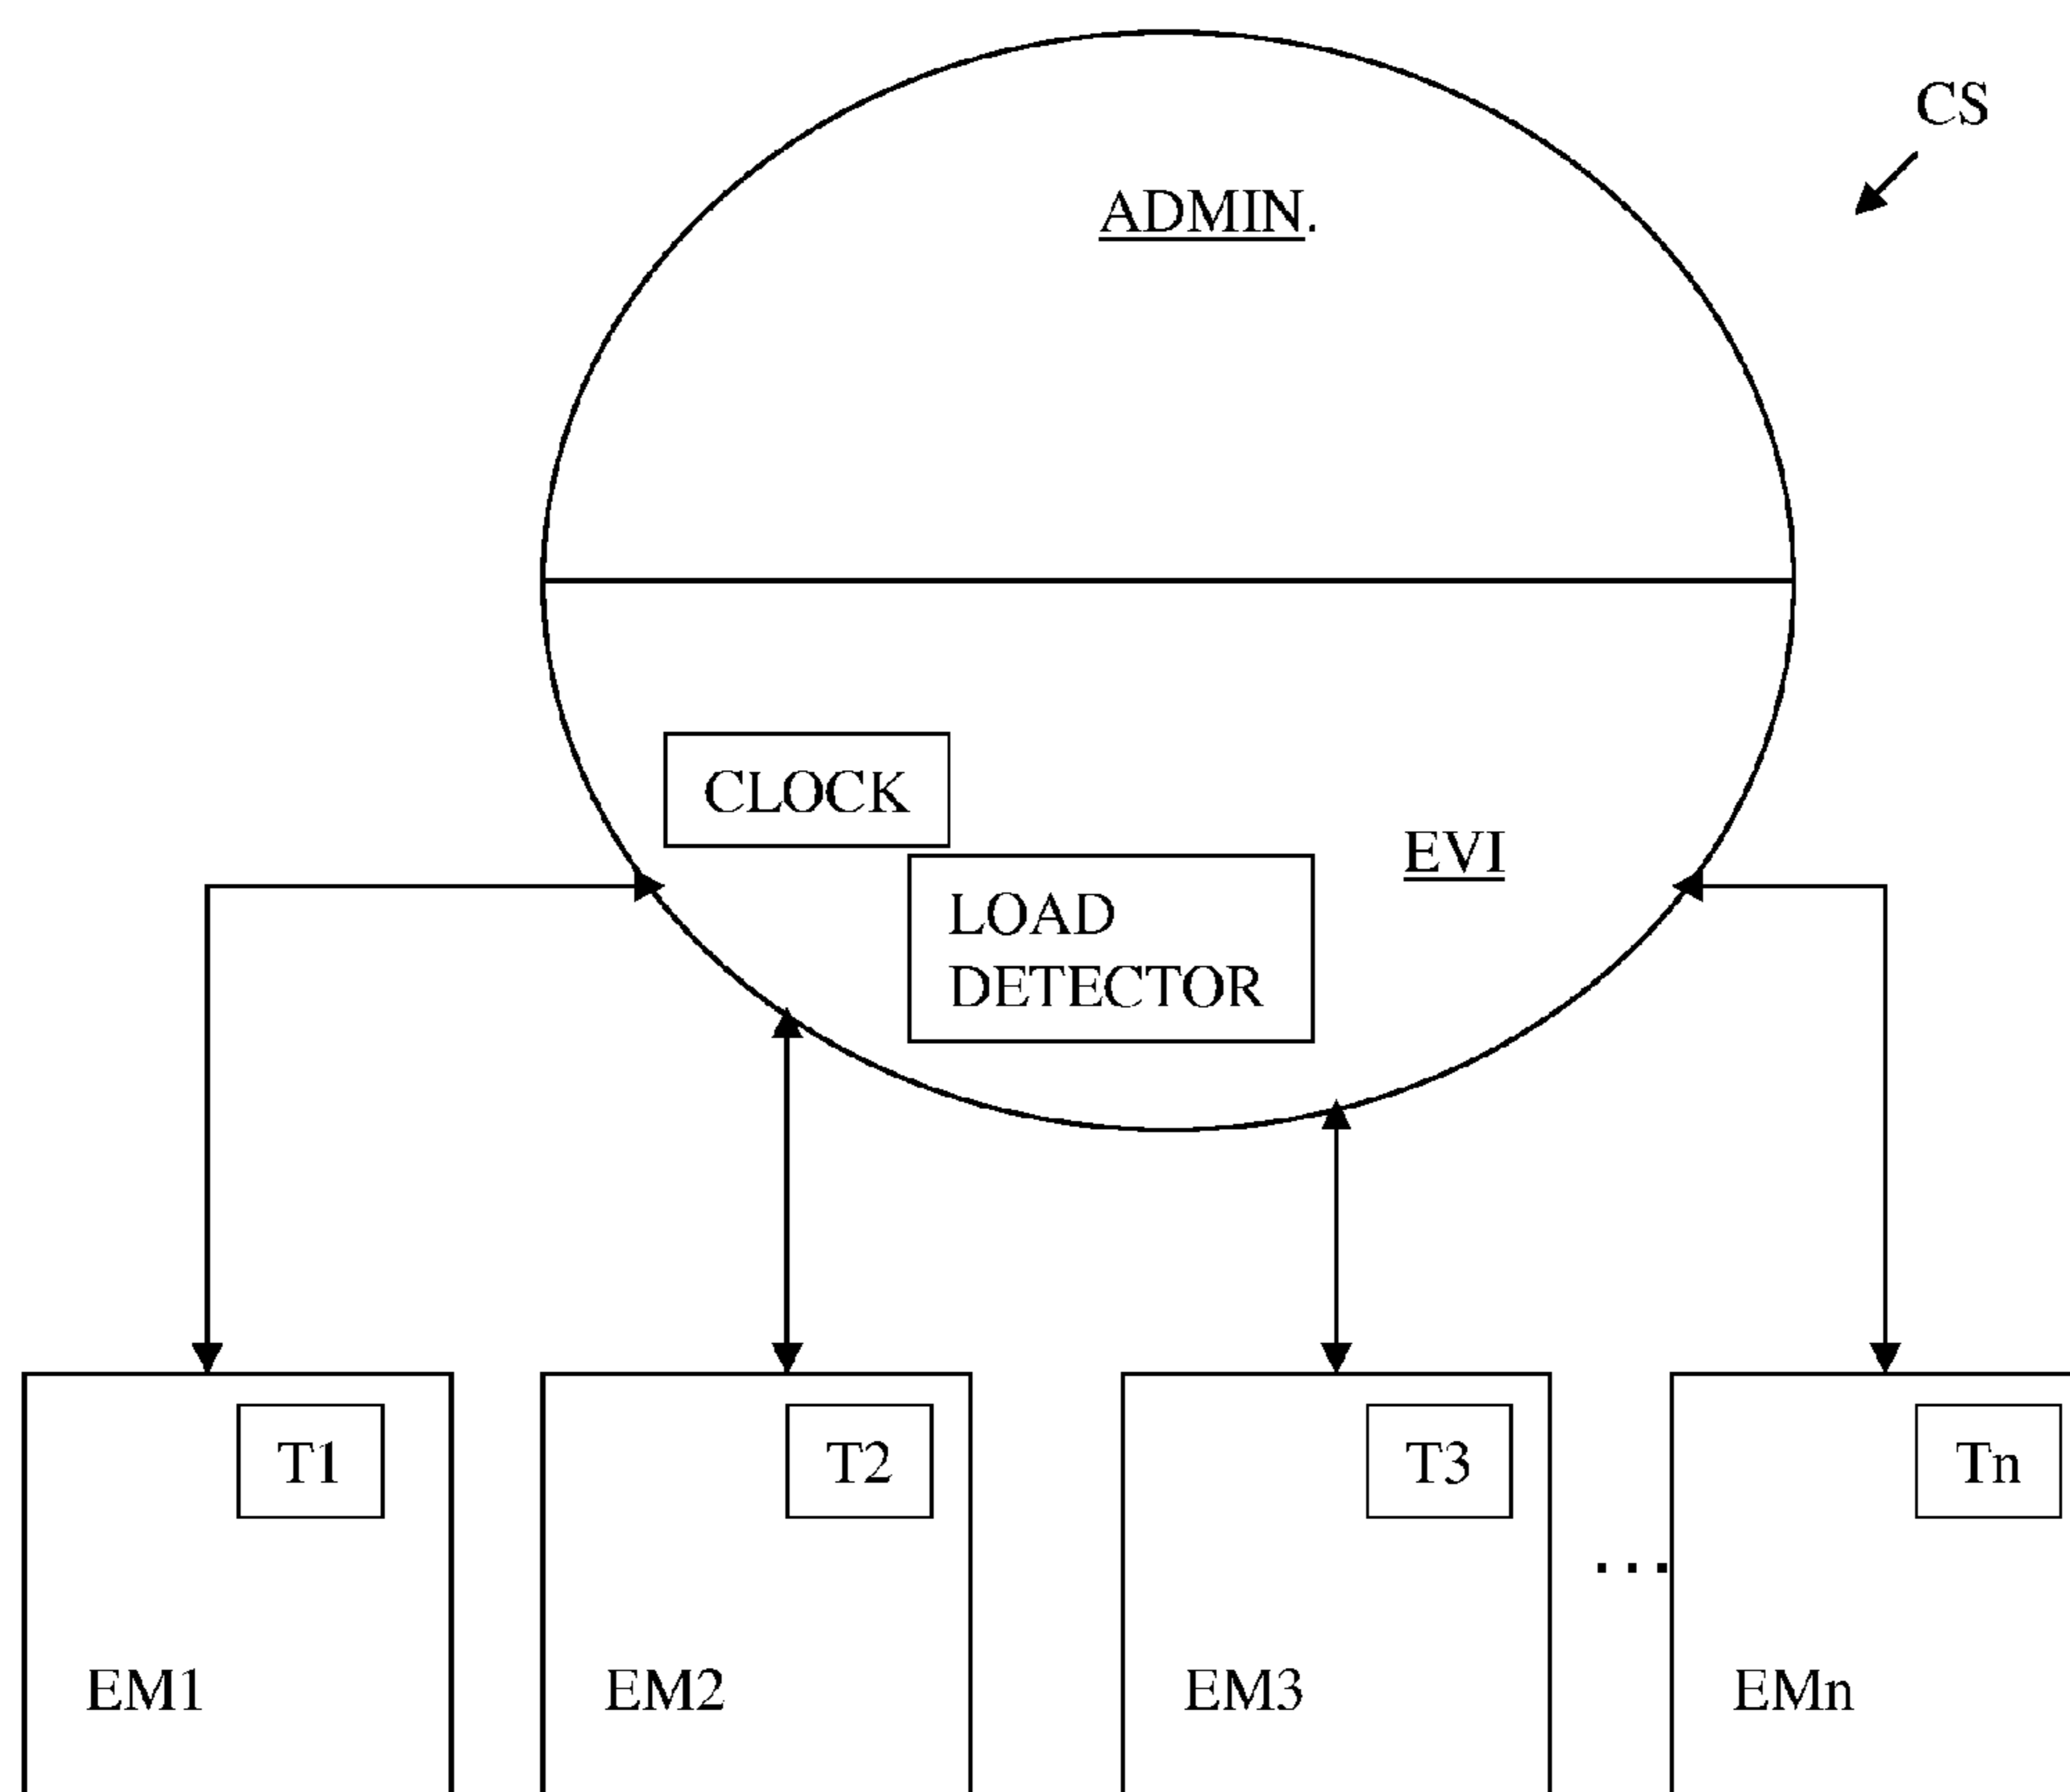 CS
ADMIN.
CLOCK
EVI
LOAD
DETECTOR
T1
T2
T3
Tn
...
EM1
EM2
EM3
EMn